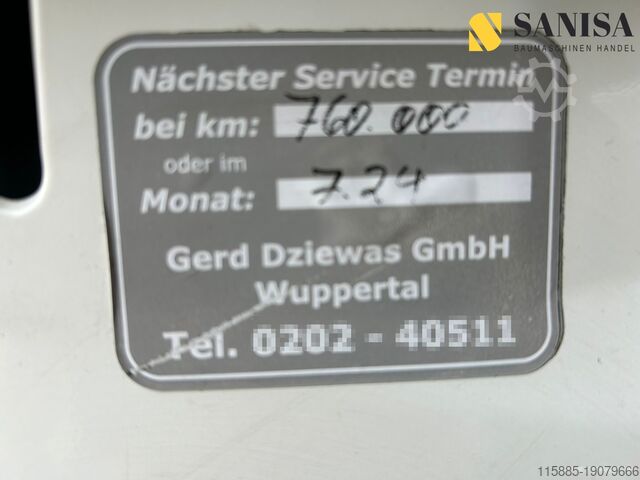 SANISA
BAUMASCHINEN HANDEL
Nächster Service Termin
bei km: 760.000
oder im
Monat: 7.24
Gerd Dziewas GmbH
Wuppertal
Tel. 0202 - 40511
115885-19079666